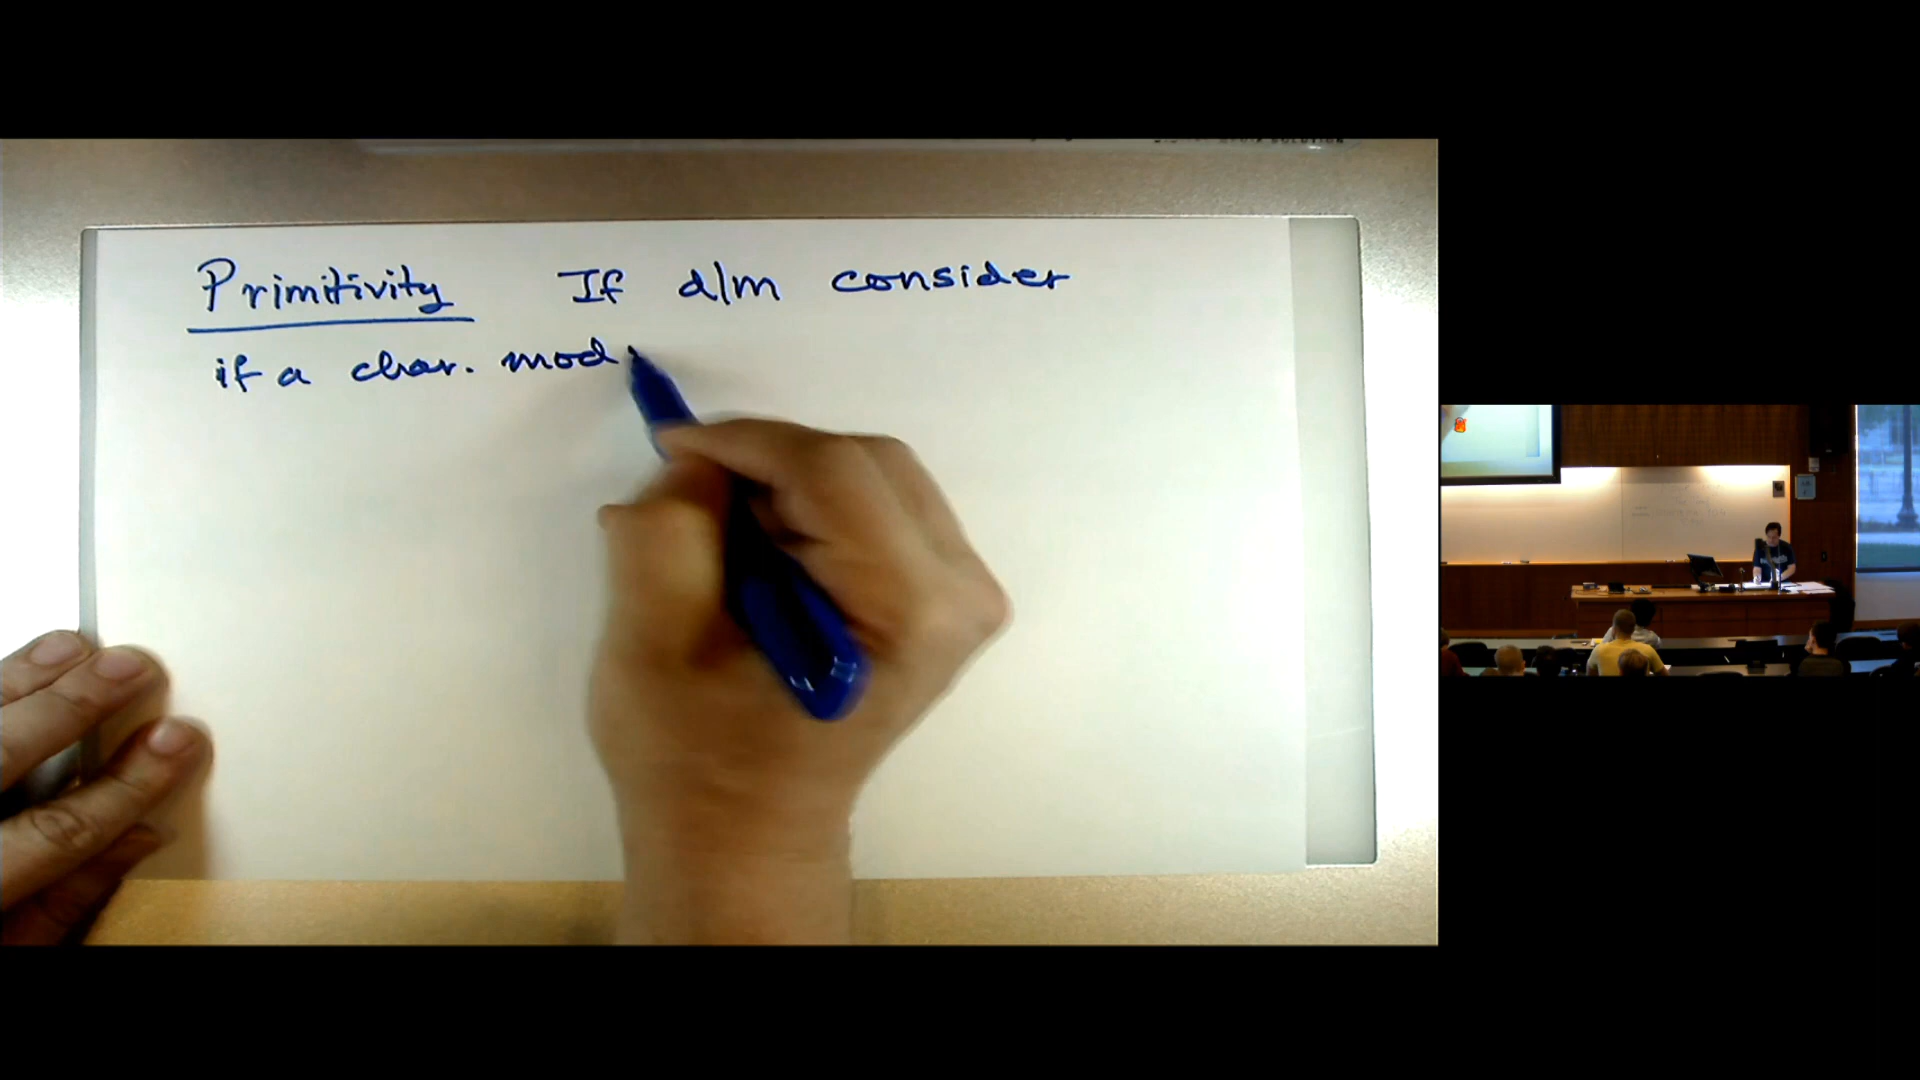 Primitivity If d|m consider
if a char. mod